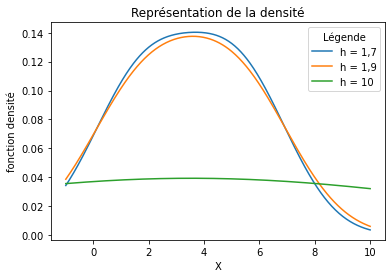 Représentation de la densité
Légende
h = 1,7
h = 1,9
h = 10
fonction densité
0.14
0.12
0.10
0.08
0.06
0.04
0.02
0.00
0 2 4 6 8 10
X